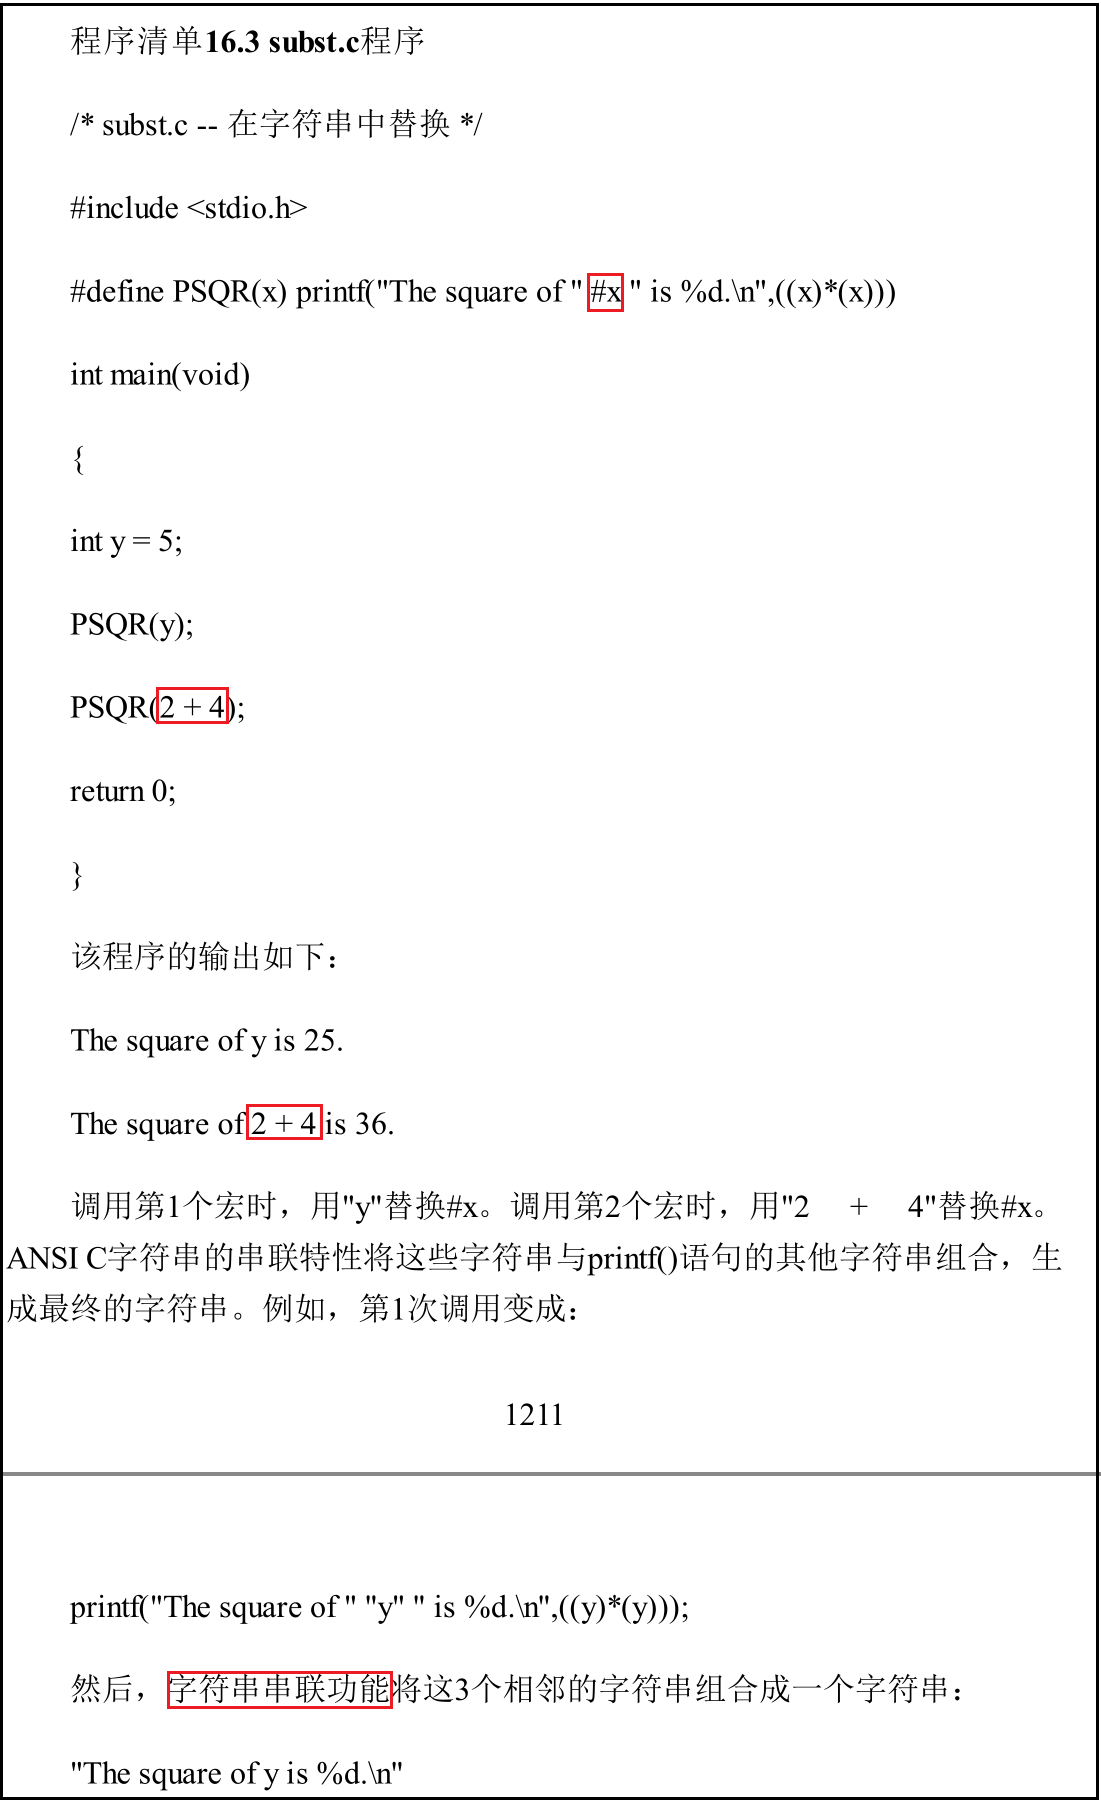 程序清单16.3 subst.c程序
/* subst.c -- 在字符串中替换 */
#include <stdio.h>
#define PSQR(x) printf("The square of " #x " is %d.\n",((x)*(x)))
int main(void)
{
int y = 5;
PSQR(y);
PSQR(2 + 4);
return 0;
}
该程序的输出如下：
The square of y is 25.
The square of 2 + 4 is 36.
调用第1个宏时，用"y"替换#x。调用第2个宏时，用"2 + 4"替换#x。
ANSI C字符串的串联特性将这些字符串与printf()语句的其他字符串组合，生
成最终的字符串。例如，第1次调用变成：
1211
printf("The square of " "y" " is %d.\n",((y)*(y)));
然后，字符串串联功能将这3个相邻的字符串组合成一个字符串：
"The square of y is %d.\n"